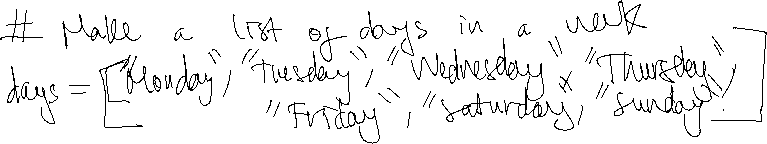 # Make a list of days in a week
days = ["Monday", "Tuesday", "Wednesday", "Thursday",
"Friday", "Saturday", "Sunday"]